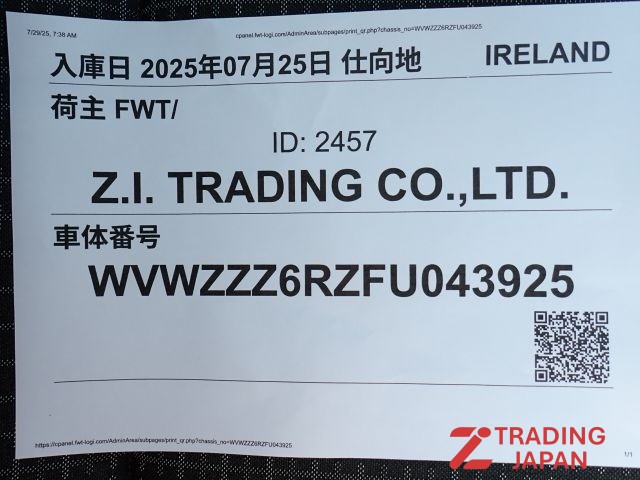 7/29/25, 7:38 AM
cpanel.fwt-logi.com/AdminArea/subpages/print_qr.php?chassis_no=WVWZZZ6RZFU043925
入庫日 2025年07月25日 仕向地 IRELAND
荷主 FWT/
ID: 2457
Z.I. TRADING CO.,LTD.
車体番号
WVWZZZ6RZFU043925
https://cpanel.fwt-logi.com/AdminArea/subpages/print_qr.php?chassis_no=WVWZZZ6RZFU043925
1/1
TRADING
JAPAN